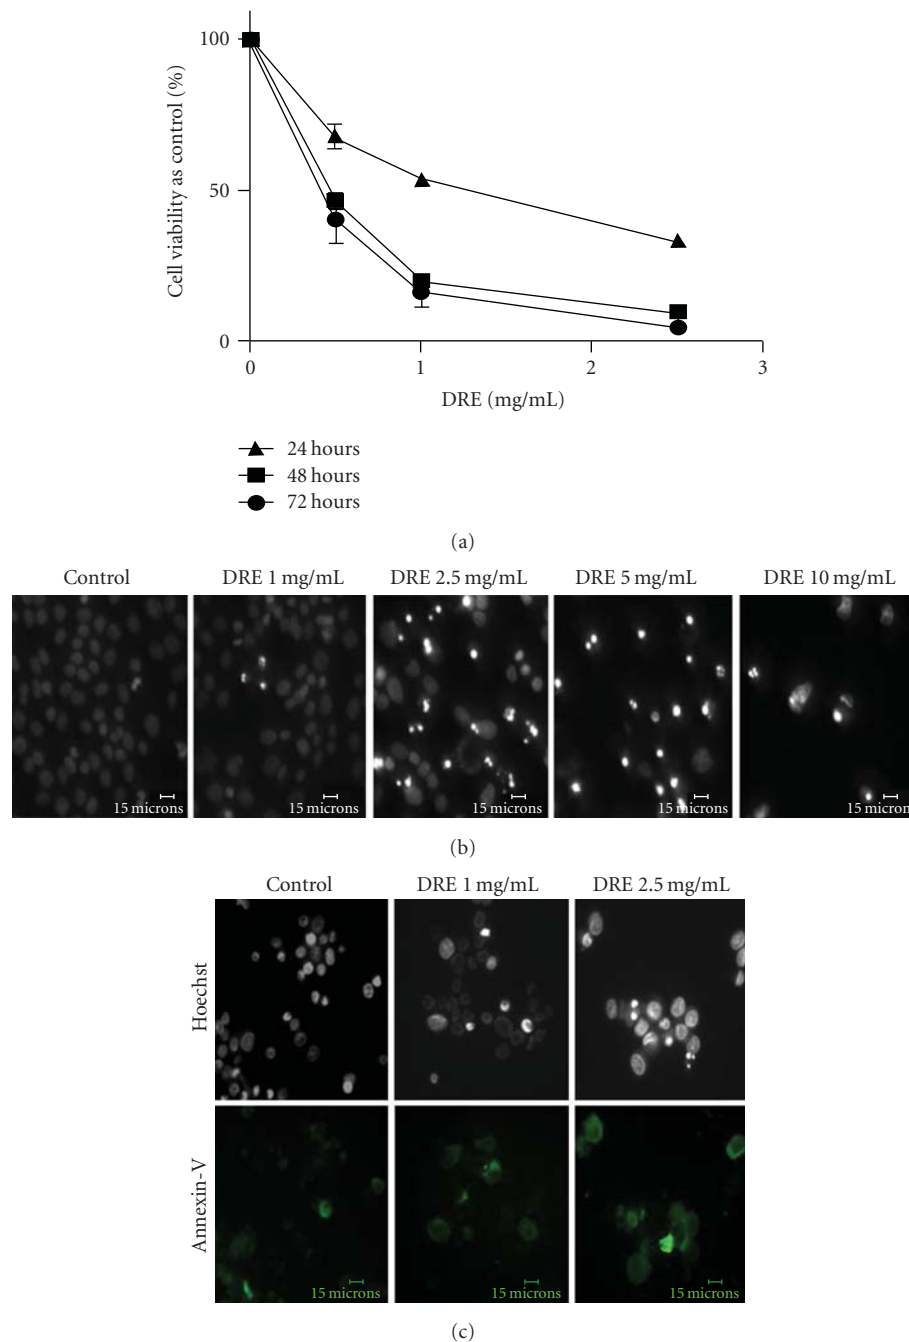 Cell viability as control (%)
100
50
0
0 1 2 3
DRE (mg/mL)
24 hours
48 hours
72 hours
(a)
Control DRE 1 mg/mL DRE 2.5 mg/mL DRE 5 mg/mL DRE 10 mg/mL
15 microns 15 microns 15 microns 15 microns 15 micron
(b)
Control DRE 1 mg/mL DRE 2.5 mg/mL
Hoechst
Annexin-V
15 microns 15 microns 15 microns
(c)